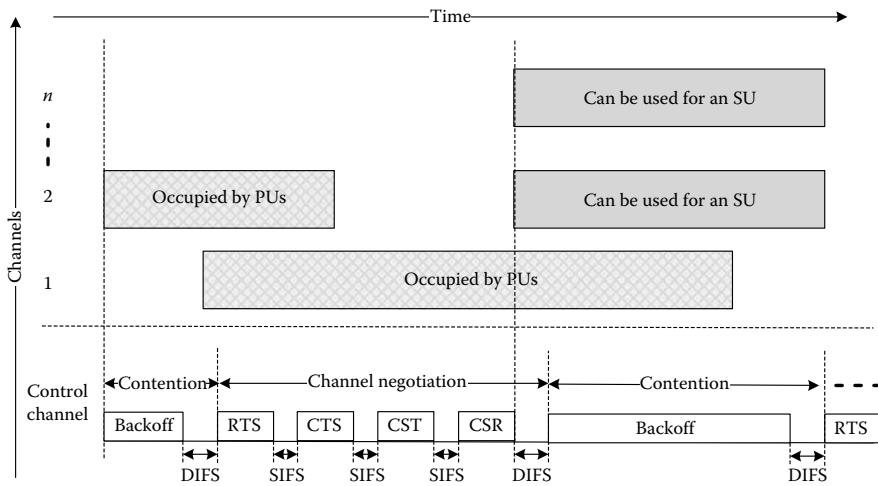 Time
n
Can be used for an SU
2
Occupied by PUs
Can be used for an SU
Channels
1
Occupied by PUs
Control
channel
Contention
Channel negotiation
Contention
Backoff
RTS
CTS
CST
CSR
Backoff
RTS
DIFS
SIFS
SIFS
SIFS
DIFS
DIFS